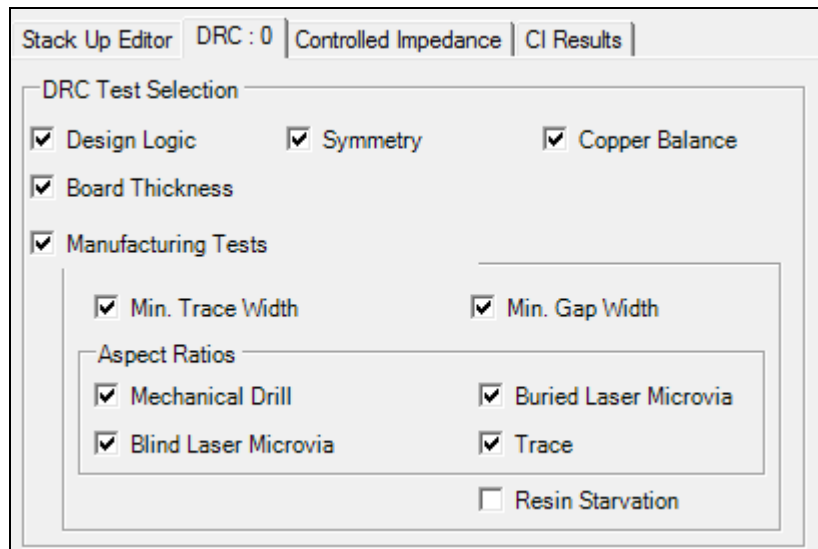 Stack Up Editor DRC : 0 Controlled Impedance CI Results
DRC Test Selection
Design Logic Symmetry Copper Balance
Board Thickness
Manufacturing Tests
Min. Trace Width Min. Gap Width
Aspect Ratios
Mechanical Drill Buried Laser Microvia
Blind Laser Microvia Trace
Resin Starvation